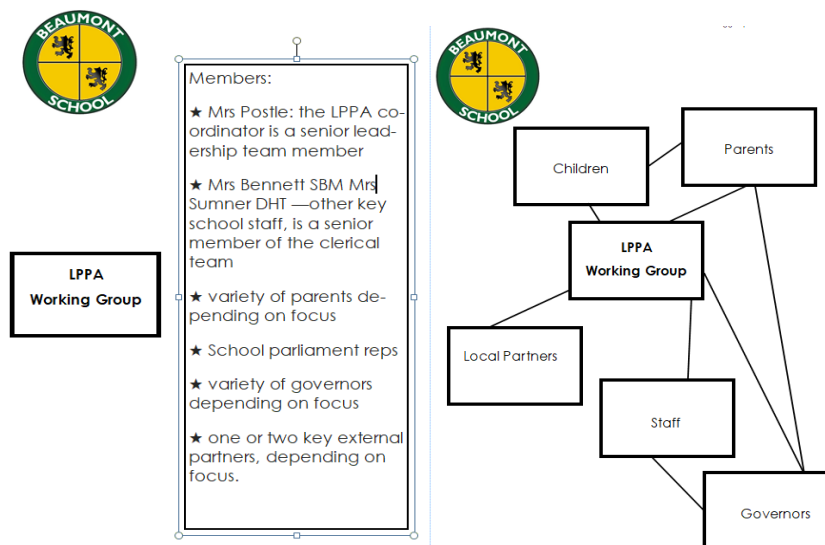 BEAUMONT
SCHOOL
LPPA
Working Group
Members:
★ Mrs Postle: the LPPA co-
ordinator is a senior lead-
ership team member
★ Mrs Bennett SBM Mrs
Sumner DHT —other key
school staff, is a senior
member of the clerical
team
★ variety of parents de-
pending on focus
★ School parliament reps
★ variety of governors
depending on focus
★ one or two key external
partners, depending on
focus.
BEAUMONT
SCHOOL
Children
Parents
LPPA
Working Group
Local Partners
Staff
Governors